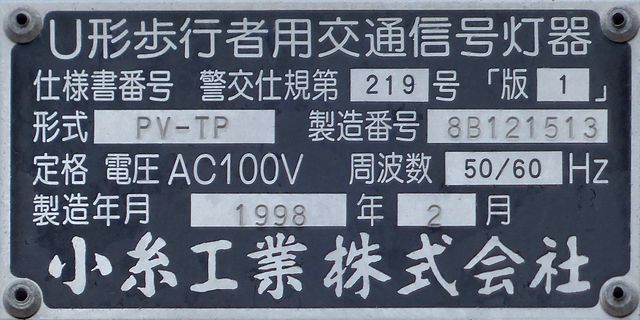 U形歩行者用交通信号灯器
仕様書番号 警交仕規第 219 号 「版 1 」
形式 PV-TP 製造番号 8B121513
定格 電圧 AC100V 周波数 50/60 Hz
製造年月 1998 年 2 月
小糸工業株式会社